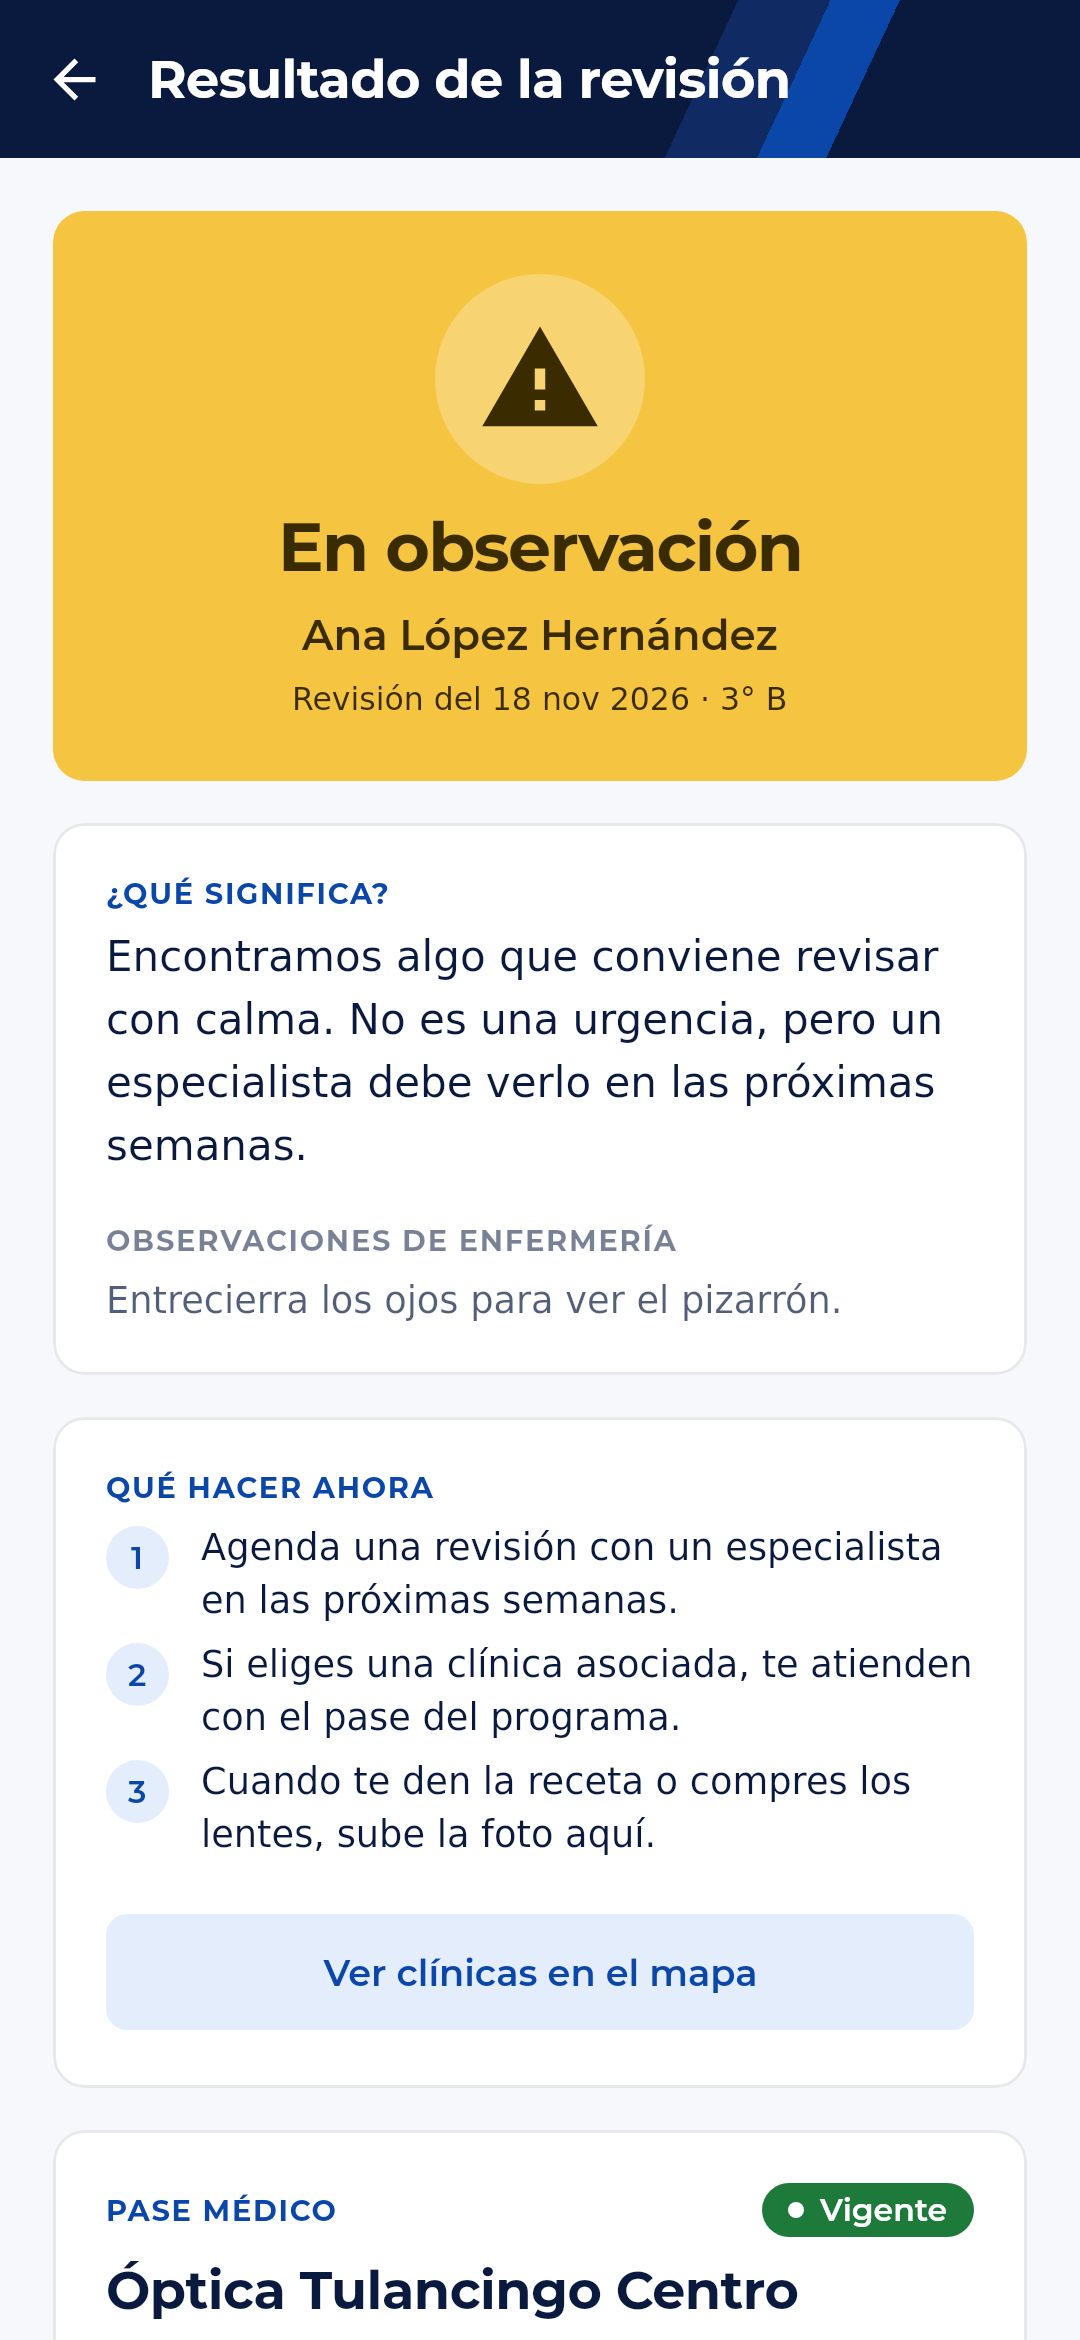 Resultado de la revisión
En observación
Ana López Hernández
Revisión del 18 nov 2026 · 3° B
¿QUÉ SIGNIFICA?
Encontramos algo que conviene revisar
con calma. No es una urgencia, pero un
especialista debe verlo en las próximas
semanas.
OBSERVACIONES DE ENFERMERÍA
Entrecierra los ojos para ver el pizarrón.
QUÉ HACER AHORA
1 Agenda una revisión con un especialista
en las próximas semanas.
2 Si eliges una clínica asociada, te atienden
con el pase del programa.
3 Cuando te den la receta o compres los
lentes, sube la foto aquí.
Ver clínicas en el mapa
PASE MÉDICO
Vigente
Óptica Tulancingo Centro